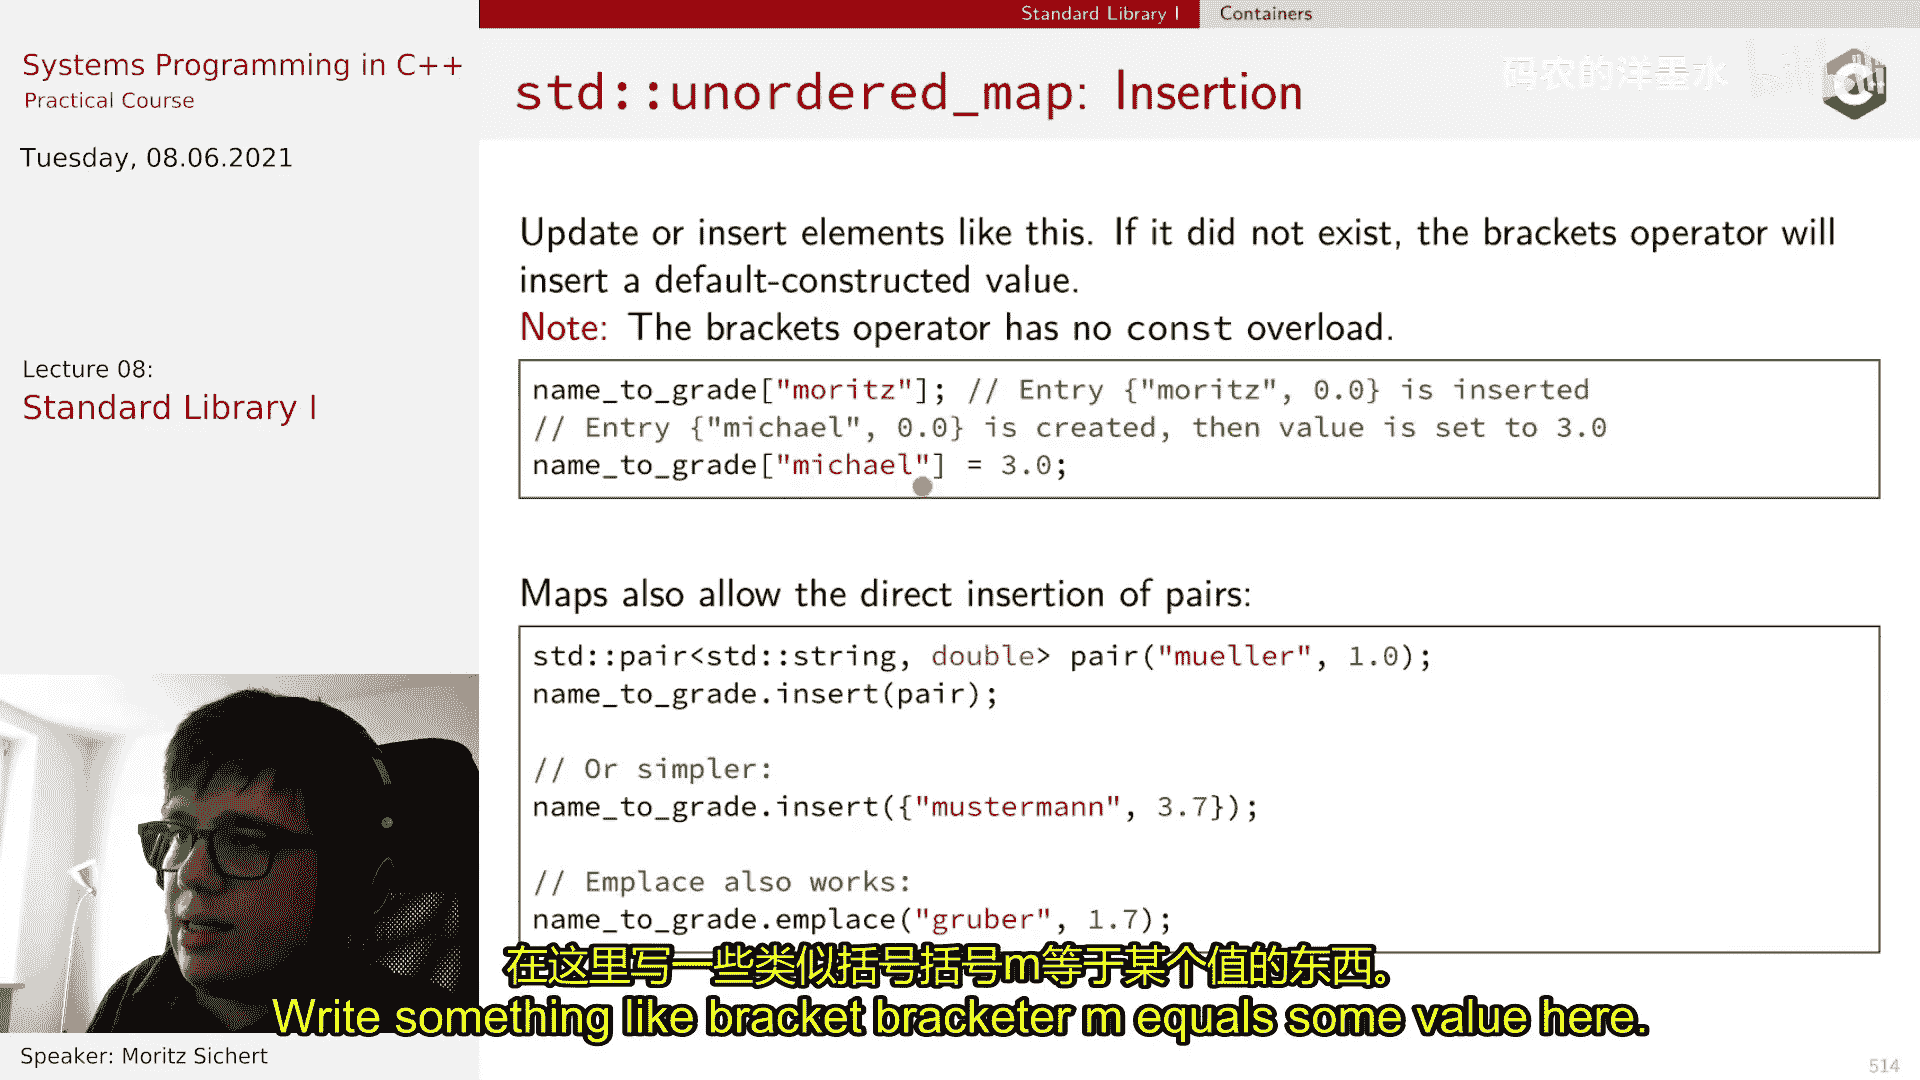 Standard Library I
Containers
Systems Programming in C++
Practical Course
Tuesday, 08.06.2021
Lecture 08:
Standard Library I
std::unordered_map: Insertion
码农的洋墨水
Update or insert elements like this. If it did not exist, the brackets operator will
insert a default-constructed value.
Note: The brackets operator has no const overload.
name_to_grade["moritz"]; // Entry {"moritz", 0.0} is inserted
// Entry {"michael", 0.0} is created, then value is set to 3.0
name_to_grade["michael"] = 3.0;
Maps also allow the direct insertion of pairs:
std::pair<std::string, double> pair("mueller", 1.0);
name_to_grade.insert(pair);
// Or simpler:
name_to_grade.insert({"mustermann", 3.7});
// Emplace also works:
name_to_grade.emplace("gruber", 1.7);
在这里写一些类似括号括号m等于某个值的东西。
Write something like bracket bracketer m equals some value here.
Speaker: Moritz Sichert
514